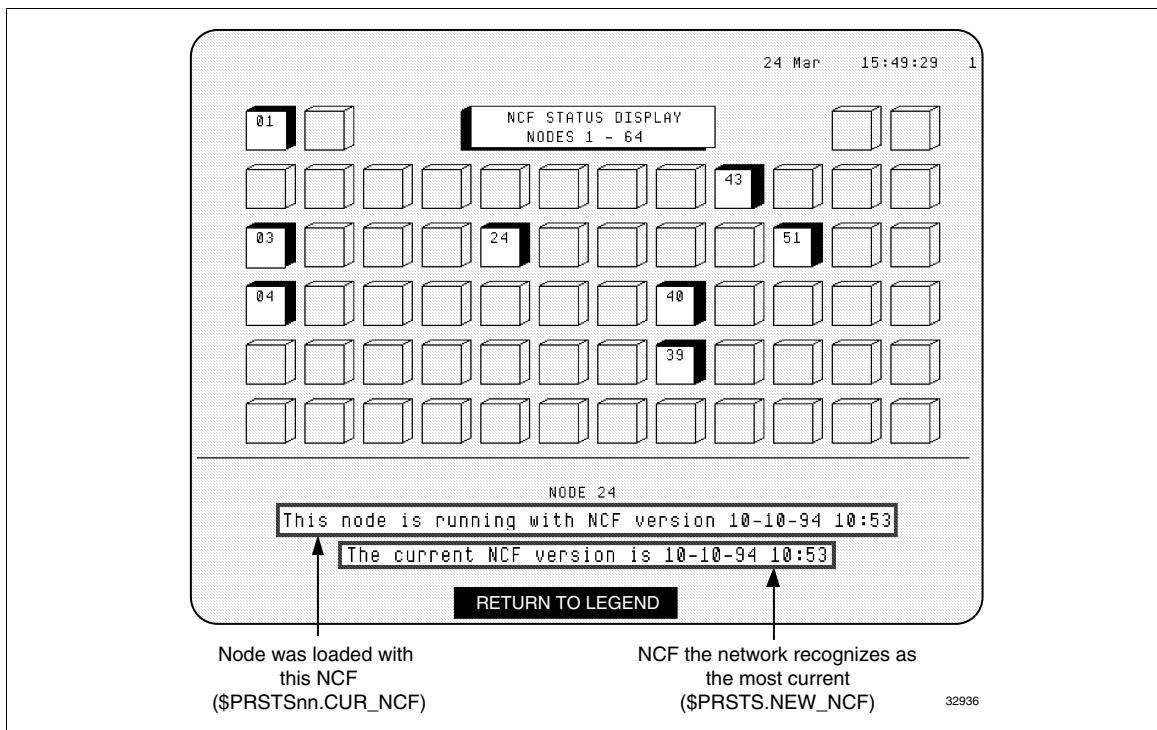 24 Mar 15:49:29 1
01
NCF STATUS DISPLAY
NODES 1 - 64
43
03
24
51
04
40
39
NODE 24
This node is running with NCF version 10-10-94 10:53
The current NCF version is 10-10-94 10:53
RETURN TO LEGEND
Node was loaded with
this NCF
($PRSTSnn.CUR_NCF)
NCF the network recognizes as
the most current
($PRSTS.NEW_NCF)
32936